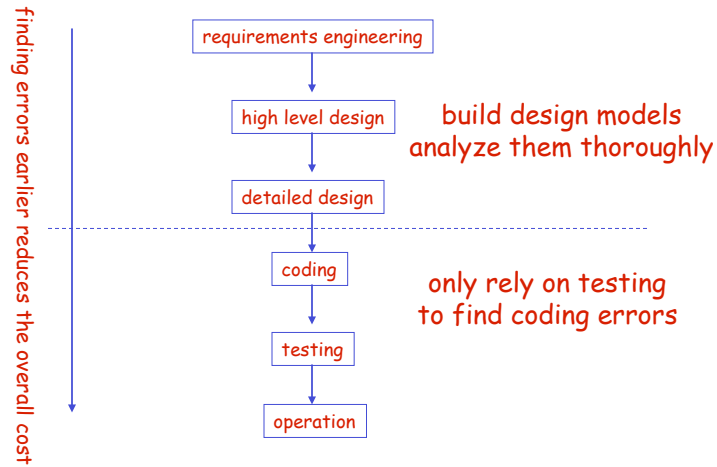 finding errors earlier reduces the overall cost
requirements engineering
high level design
build design models
analyze them thoroughly
detailed design
coding
only rely on testing
to find coding errors
testing
operation